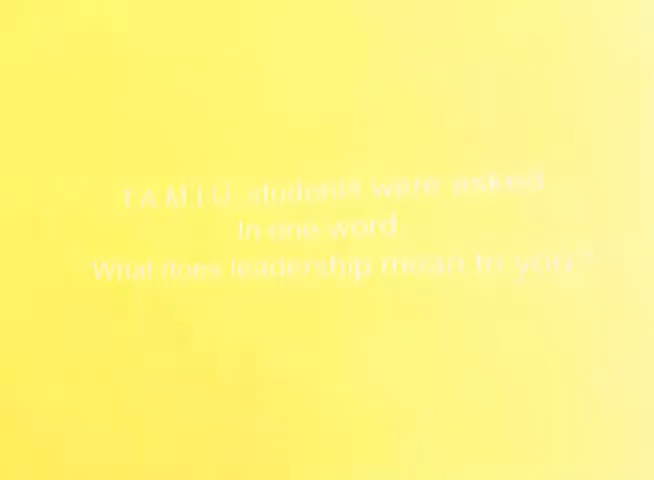 T A M I U students were asked
In one word
"What does leadership mean to you?"